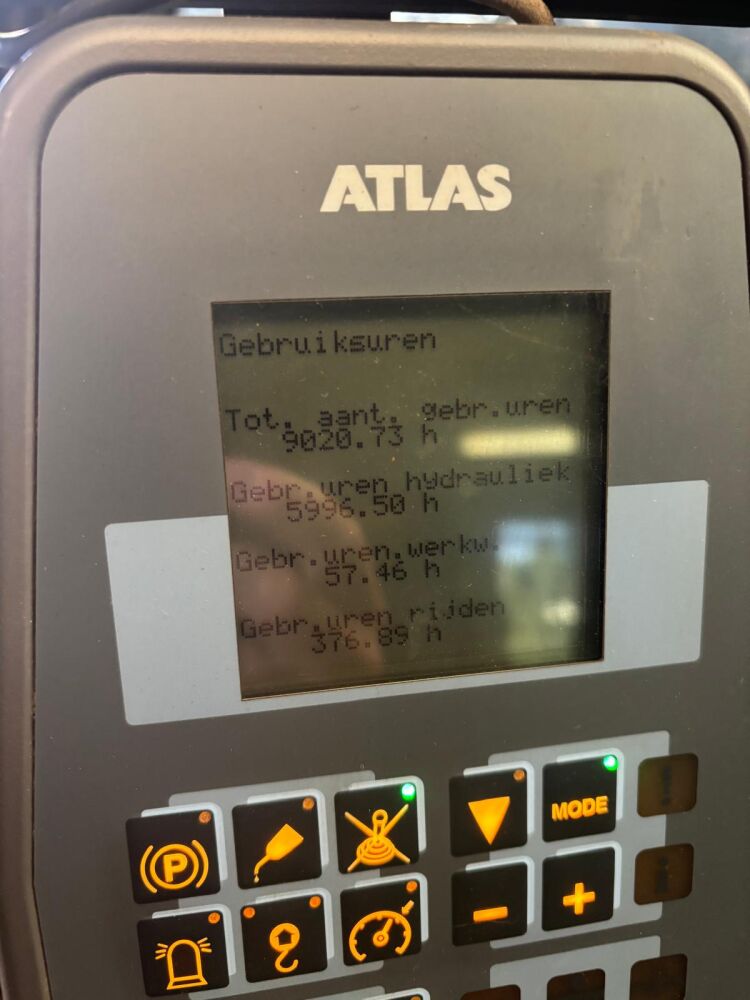 ATLAS
Gebruiksuren
Tot. aant. gebr.uren
9020.73 h
Gebr.uren hydrauliek
5996.50 h
Gebr.uren.werkw.
57.46 h
Gebr.uren rijden
376.89 h
P
MODE